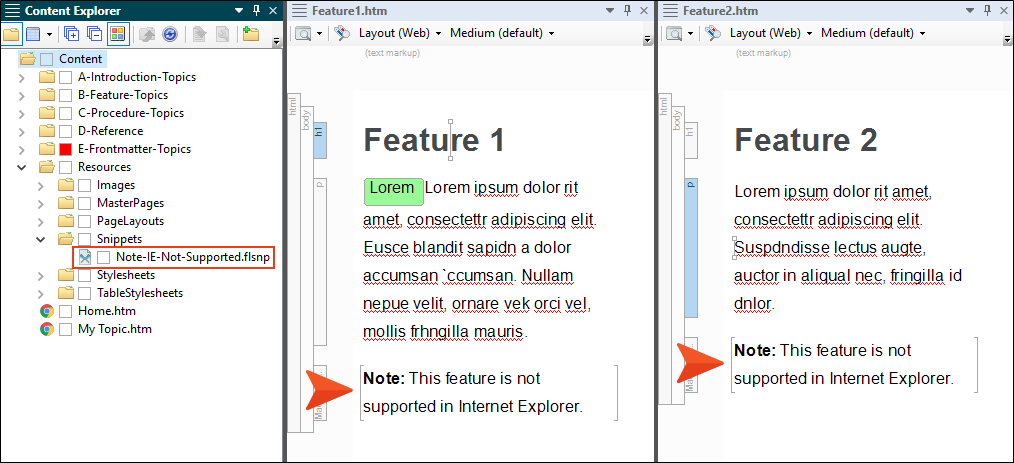 Content Explorer
Content
A-Introduction-Topics
B-Feature-Topics
C-Procedure-Topics
D-Reference
E-Frontmatter-Topics
Resources
Images
MasterPages
PageLayouts
Snippets
Note-IE-Not-Supported.flsnp
Stylesheets
TableStylesheets
Home.htm
My Topic.htm
Feature1.htm
Layout (Web) Medium (default)
(text markup)
html
body
h1
p
Feature 1
Lorem Lorem ipsum dolor rit
amet, consectettr adipiscing elit.
Eusce blandit sapidn a dolor
accumsan `ccumsan. Nullam
nepue velit, ornare vek orci vel,
mollis frhngilla mauris.
Note: This feature is not
supported in Internet Explorer.
Feature2.htm
Layout (Web) Medium (default)
(text markup)
html
body
h1
p
Feature 2
Lorem ipsum dolor rit amet,
consectettr adipiscing elit.
Suspdndisse lectus augte,
auctor in aligual nec, fringilla id
dnlor.
Note: This feature is not
supported in Internet Explorer.